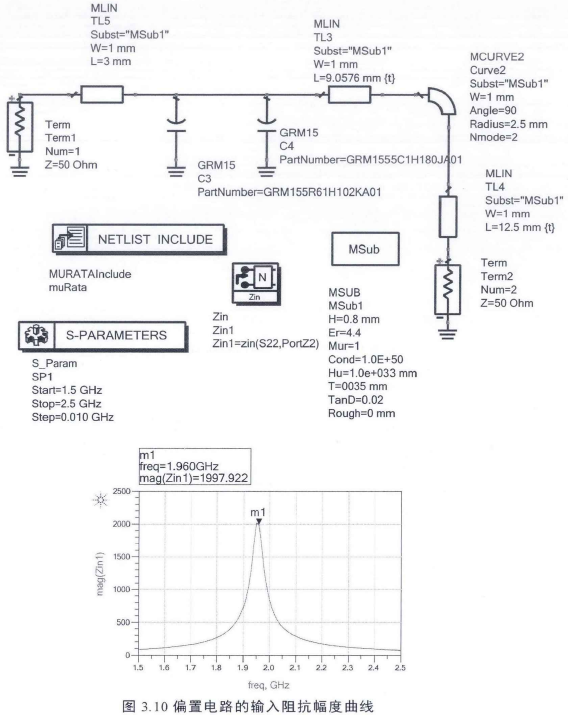 MLIN
TL5
Subst="MSub1"
W=1 mm
L=3 mm
MLIN
TL3
Subst="MSub1"
W=1 mm
L=9.0576 mm {t}
MCURVE2
Curve2
Subst="MSub1"
W=1 mm
Angle=90
Radius=2.5 mm
Nmode=2
Term
Term1
Num=1
Z=50 Ohm
GRM15
C3
PartNumber=GRM155R61H102KA01
GRM15
C4
PartNumber=GRM1555C1H180JA01
MLIN
TL4
Subst="MSub1"
W=1 mm
L=12.5 mm {t}
Term
Term2
Num=2
Z=50 Ohm
NETLIST INCLUDE
MURATAInclude
muRata
N
Zin
Zin
Zin1
Zin1=zin(S22,PortZ2)
MSub
MSUB
MSub1
H=0.8 mm
Er=4.4
Mur=1
Cond=1.0E+50
Hu=1.0e+033 mm
T=0035 mm
TanD=0.02
Rough=0 mm
S-PARAMETERS
S_Param
SP1
Start=1.5 GHz
Stop=2.5 GHz
Step=0.010 GHz
m1
freq=1.960GHz
mag(Zin1)=1997.922
m1
mag(Zin1)
2500
2000
1500
1000
500
0
1.5 1.6 1.7 1.8 1.9 2.0 2.1 2.2 2.3 2.4 2.5
freq, GHz
图 3.10 偏置电路的输入阻抗幅度曲线